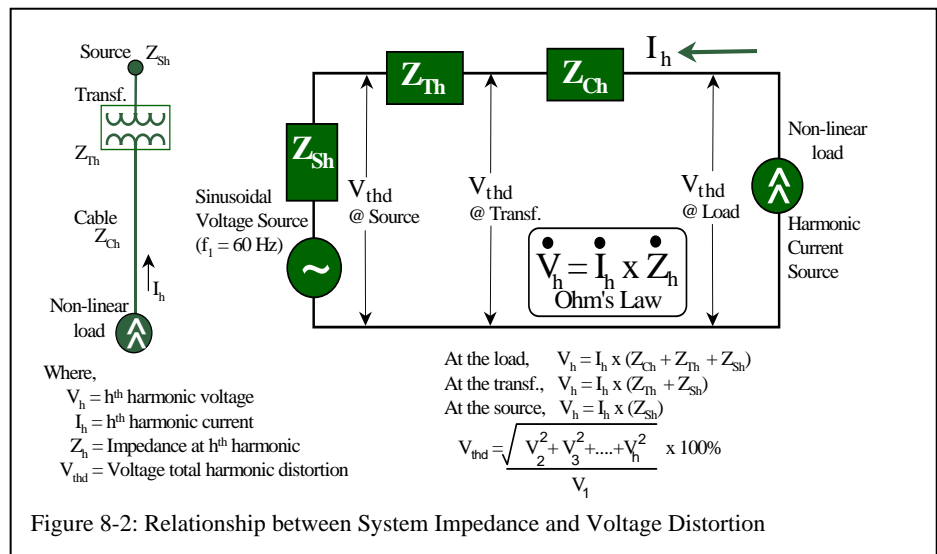 Source Z_Sh
Transf.
Z_Th
Cable
Z_Ch
I_h
Non-linear
load
Z_Sh
Sinusoidal
Voltage Source
(f_1 = 60 Hz)
~
Z_Th
Z_Ch
I_h
V_thd
@ Source
V_thd
@ Transf.
V_thd
@ Load
Non-linear
load
Harmonic
Current
Source
V̇_h = İ_h x Ż_h
Ohm's Law
Where,
V_h = h^th harmonic voltage
I_h = h^th harmonic current
Z_h = Impedance at h^th harmonic
V_thd = Voltage total harmonic distortion
At the load, V_h = I_h x (Z_Ch + Z_Th + Z_Sh)
At the transf., V_h = I_h x (Z_Th + Z_Sh)
At the source, V_h = I_h x (Z_Sh)
V_thd = √(V_2^2 + V_3^2 + .... + V_h^2) / V_1 x 100%
Figure 8-2: Relationship between System Impedance and Voltage Distortion